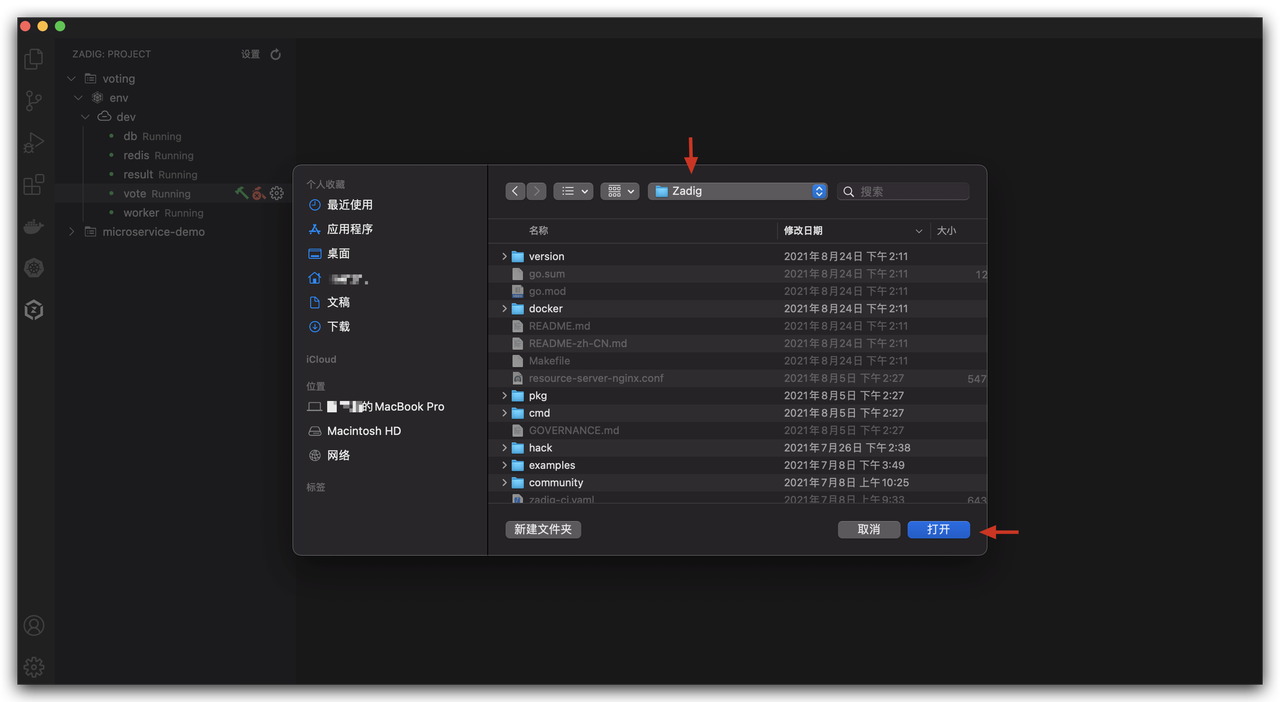 ZADIG: PROJECT 设置
voting
env
dev
db Running
redis Running
result Running
vote Running
worker Running
microservice-demo
个人收藏
最近使用
应用程序
桌面
文稿
下载
iCloud
位置
的MacBook Pro
Macintosh HD
网络
标签
Zadig
搜索
名称 修改日期 大小
version 2021年8月24日 下午2:11
go.sum 2021年8月24日 下午2:11 12
go.mod 2021年8月24日 下午2:11
docker 2021年8月24日 下午2:11
README.md 2021年8月24日 下午2:11
README-zh-CN.md 2021年8月24日 下午2:11
Makefile 2021年8月24日 下午2:11
resource-server-nginx.conf 2021年8月5日 下午2:27 547
pkg 2021年8月5日 下午2:27
cmd 2021年8月5日 下午2:27
GOVERNANCE.md 2021年8月5日 下午2:27
hack 2021年7月26日 下午2:38
examples 2021年7月8日 下午3:49
community 2021年7月8日 上午10:25
zadig-ci.yaml 2021年7月8日 上午9:33 643
新建文件夹 取消 打开